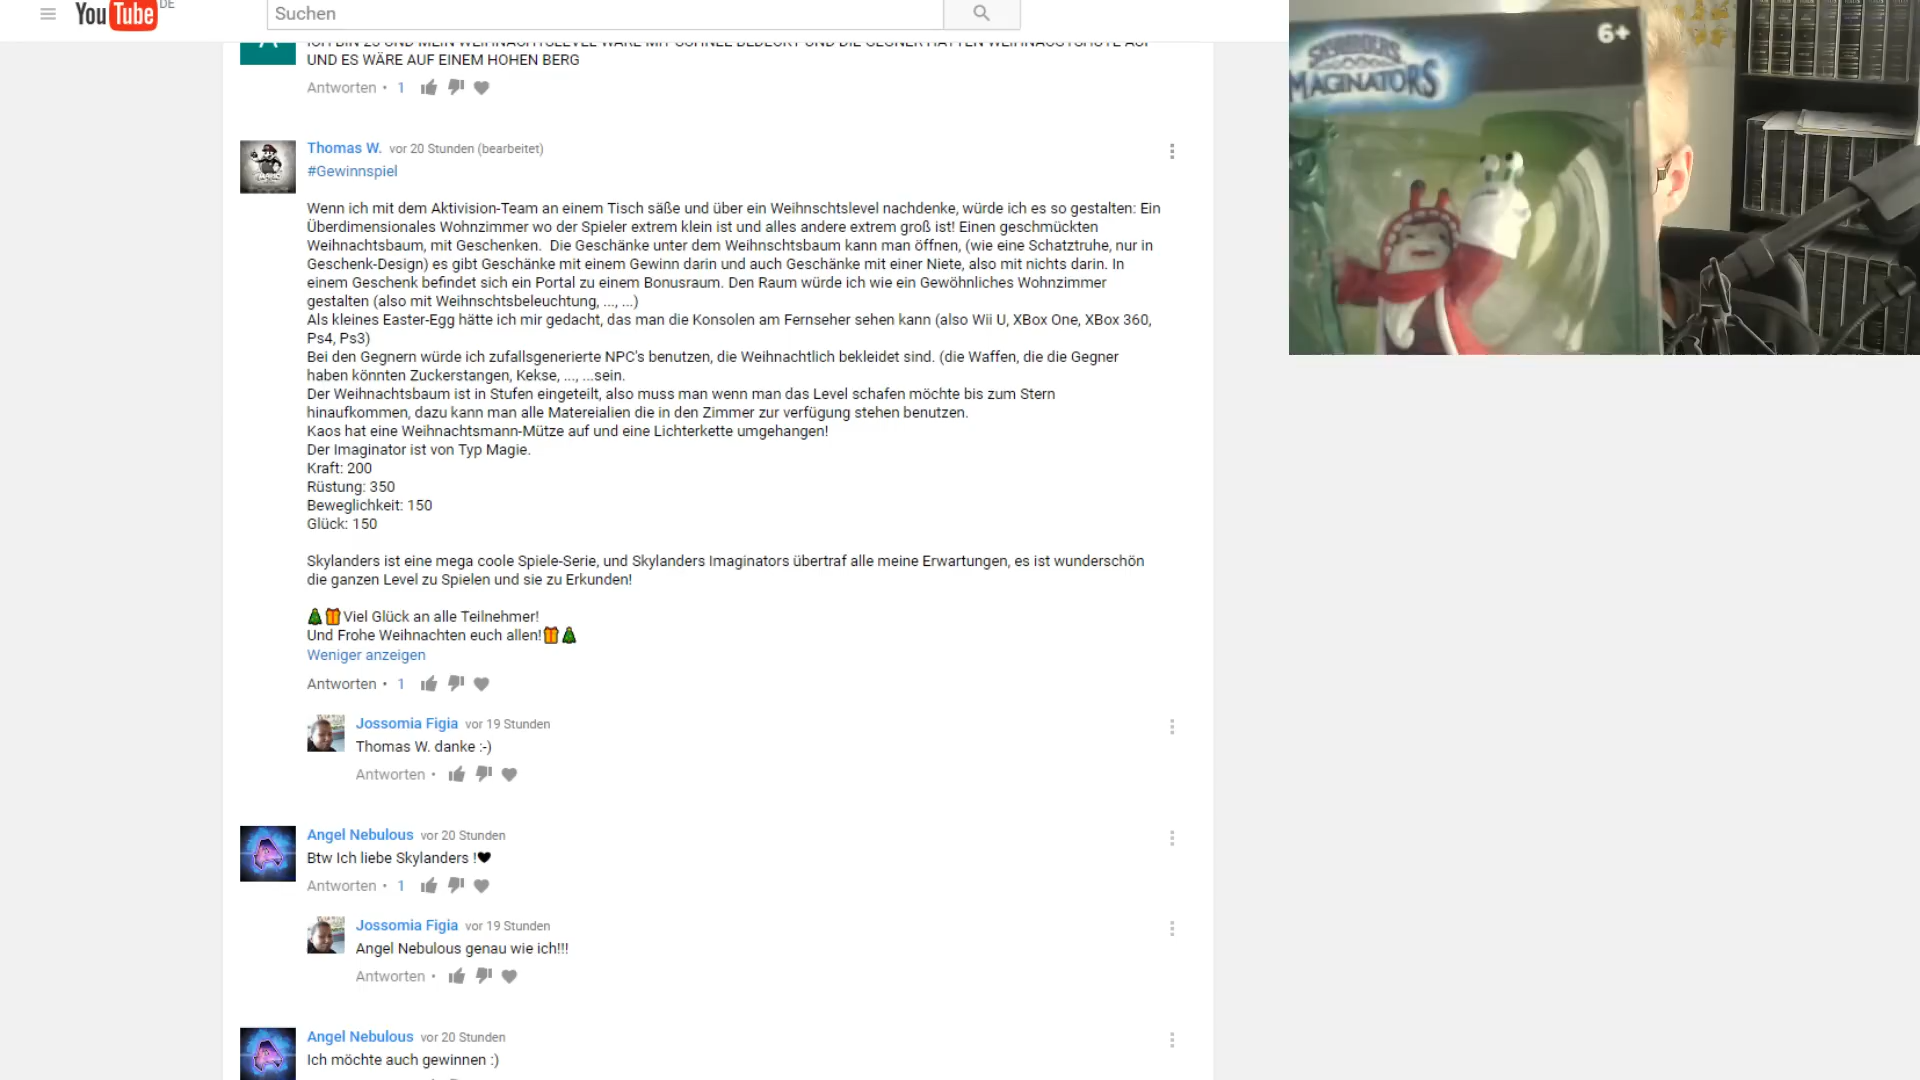 YouTube DE
Suchen
UND ES WÄRE AUF EINEM HOHEN BERG
Antworten • 1
Thomas W. vor 20 Stunden (bearbeitet)
#Gewinnspiel
Wenn ich mit dem Aktivision-Team an einem Tisch säße und über ein Weihnschtslevel nachdenke, würde ich es so gestalten: Ein
Überdimensionales Wohnzimmer wo der Spieler extrem klein ist und alles andere extrem groß ist! Einen geschmückten
Weihnachtsbaum, mit Geschenken. Die Geschänke unter dem Weihnschtsbaum kann man öffnen, (wie eine Schatztruhe, nur in
Geschenk-Design) es gibt Geschänke mit einem Gewinn darin und auch Geschänke mit einer Niete, also mit nichts darin. In
einem Geschenk befindet sich ein Portal zu einem Bonusraum. Den Raum würde ich wie ein Gewöhnliches Wohnzimmer
gestalten (also mit Weihnschtsbeleuchtung, ..., ...)
Als kleines Easter-Egg hätte ich mir gedacht, das man die Konsolen am Fernseher sehen kann (also Wii U, XBox One, XBox 360,
Ps4, Ps3)
Bei den Gegnern würde ich zufallsgenerierte NPC's benutzen, die Weihnachtlich bekleidet sind. (die Waffen, die die Gegner
haben könnten Zuckerstangen, Kekse, ..., ...sein.
Der Weihnachtsbaum ist in Stufen eingeteilt, also muss man wenn man das Level schafen möchte bis zum Stern
hinaufkommen, dazu kann man alle Matereialien die in den Zimmer zur verfügung stehen benutzen.
Kaos hat eine Weihnachtsmann-Mütze auf und eine Lichterkette umgehangen!
Der Imaginator ist von Typ Magie.
Kraft: 200
Rüstung: 350
Beweglichkeit: 150
Glück: 150
Skylanders ist eine mega coole Spiele-Serie, und Skylanders Imaginators übertraf alle meine Erwartungen, es ist wunderschön
die ganzen Level zu Spielen und sie zu Erkunden!
🎄🎁Viel Glück an alle Teilnehmer!
Und Frohe Weihnachten euch allen!🎁🎄
Weniger anzeigen
Antworten • 1
Jossomia Figia vor 19 Stunden
Thomas W. danke :-)
Antworten •
Angel Nebulous vor 20 Stunden
Btw Ich liebe Skylanders !♥
Antworten • 1
Jossomia Figia vor 19 Stunden
Angel Nebulous genau wie ich!!!
Antworten •
Angel Nebulous vor 20 Stunden
Ich möchte auch gewinnen :)
6+
SKYLANDERS
MAGINATORS